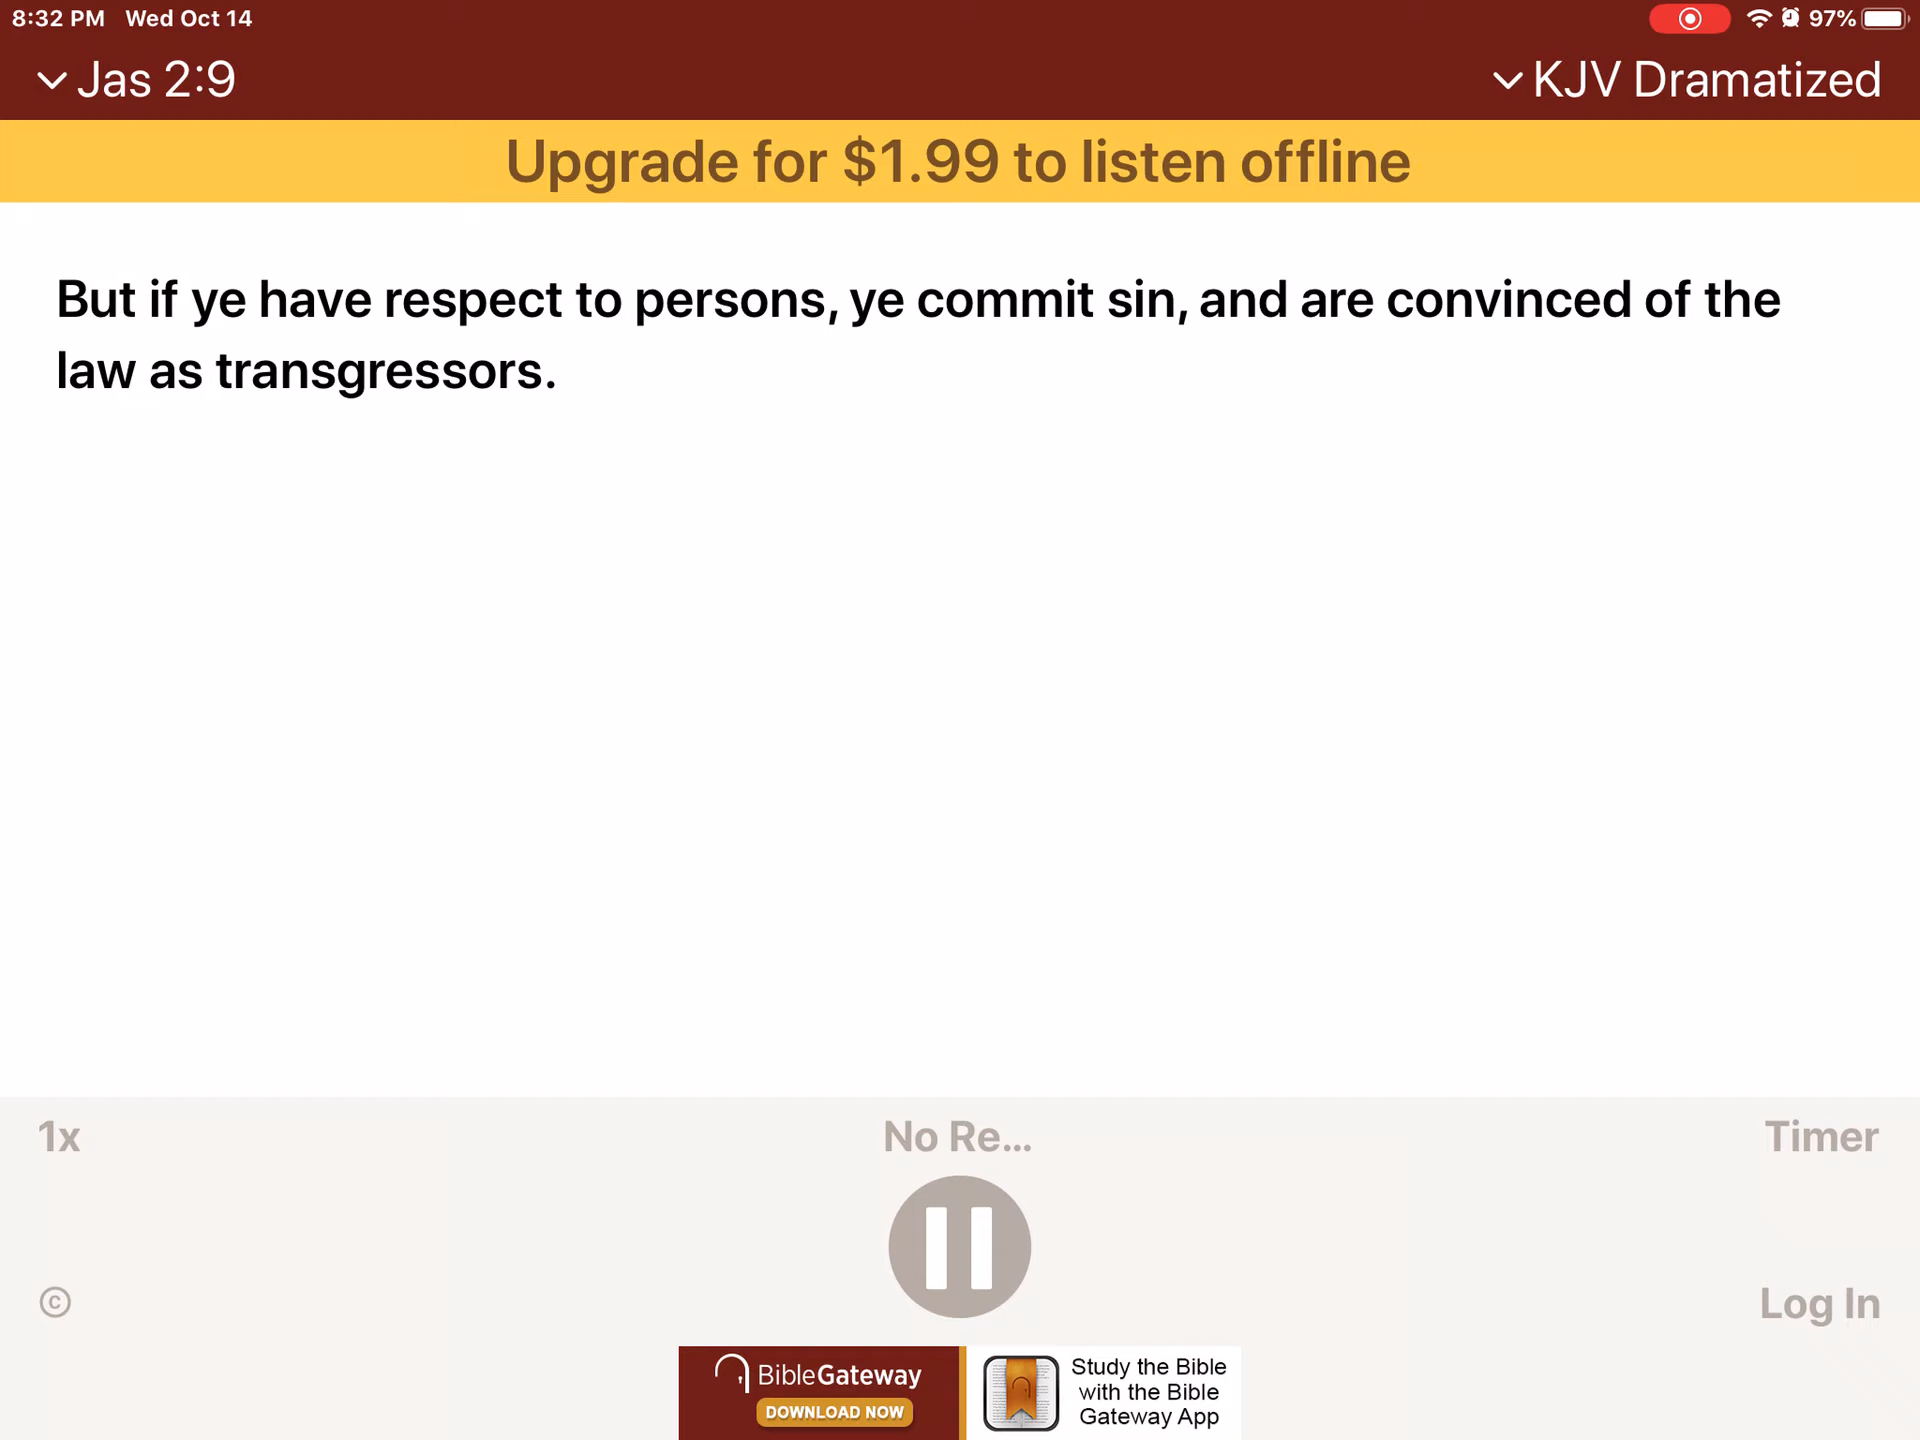 8:32 PM Wed Oct 14 97%
Jas 2:9 KJV Dramatized
Upgrade for $1.99 to listen offline
But if ye have respect to persons, ye commit sin, and are convinced of the
law as transgressors.
1x No Re... Timer
© Log In
BibleGateway
DOWNLOAD NOW
Study the Bible
with the Bible
Gateway App